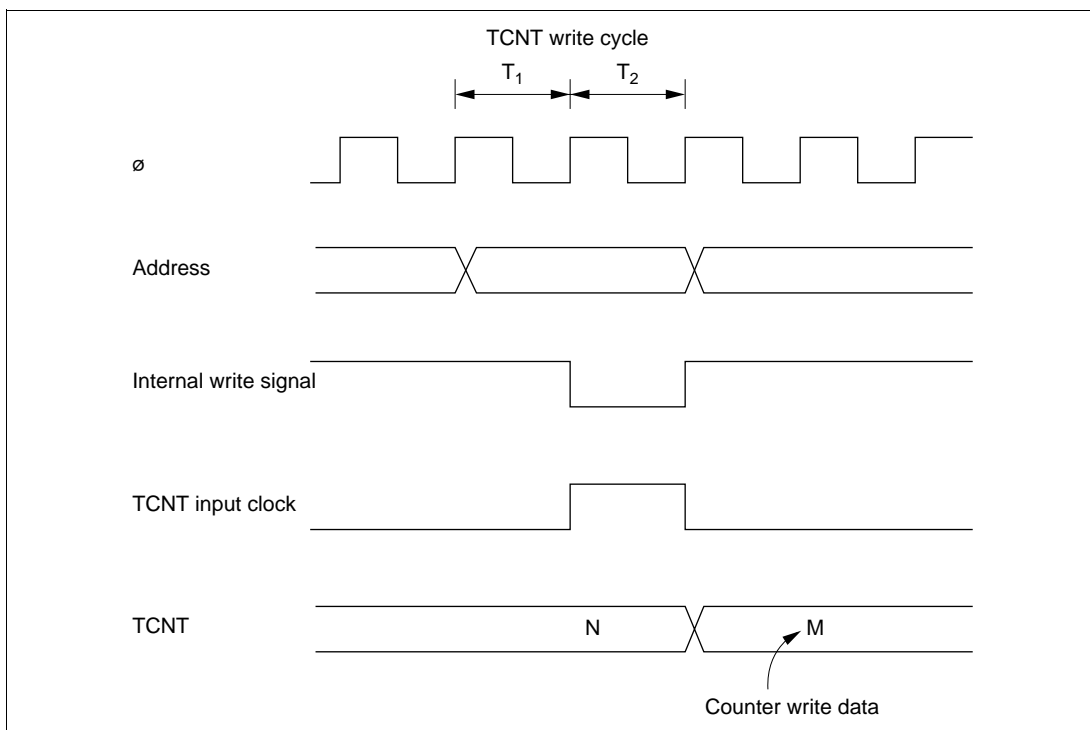 TCNT write cycle
T1 T2
ø
Address
Internal write signal
TCNT input clock
TCNT N M
Counter write data